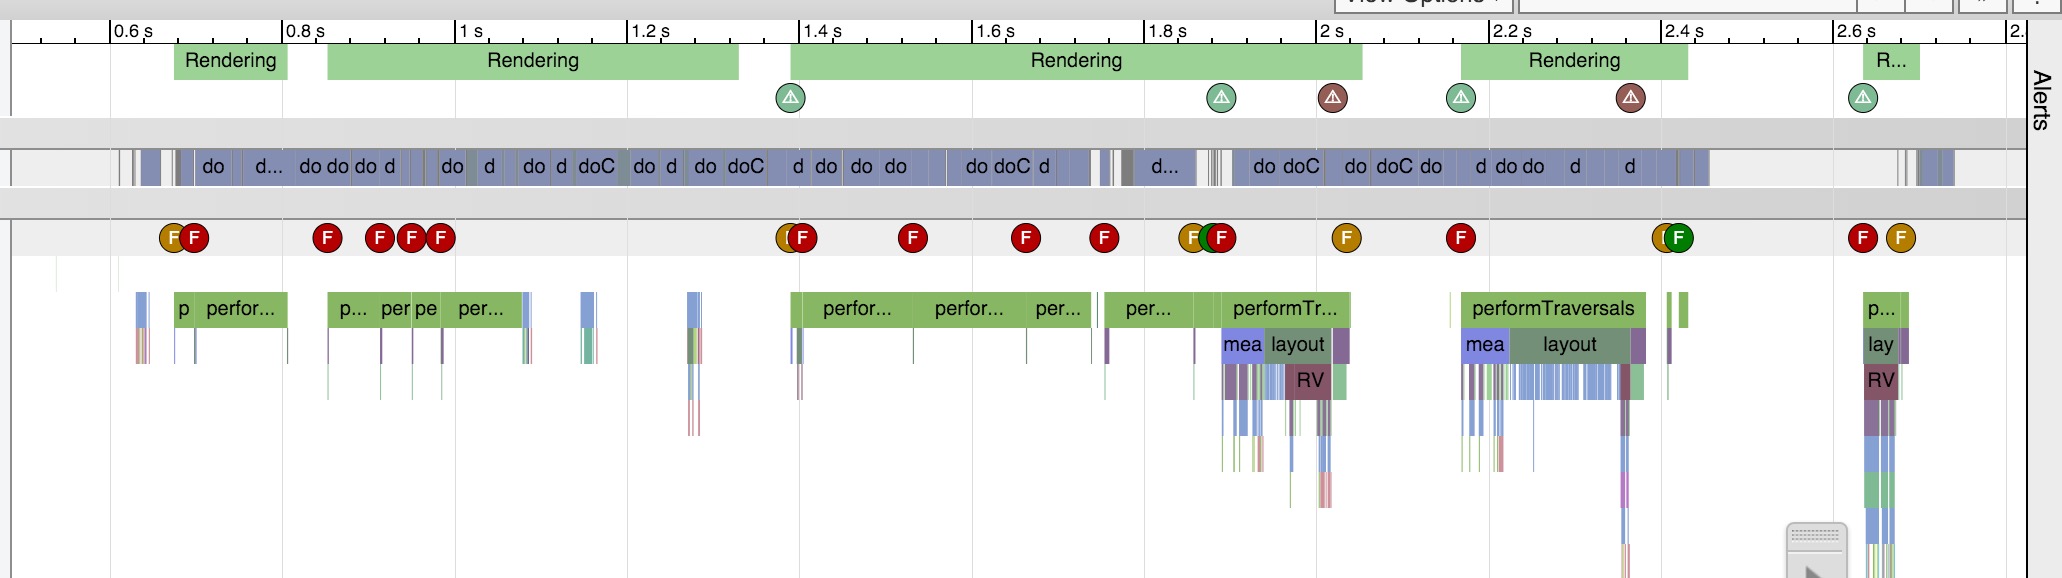 View Options
0.6 s 0.8 s 1 s 1.2 s 1.4 s 1.6 s 1.8 s 2 s 2.2 s 2.4 s 2.6 s 2.
Rendering Rendering Rendering Rendering R...
Alerts
do d... do do do d do d do d doC do d do doC d do do do do doC d d... do doC do doC do d do do d d
F F F F F F F F F F F F F F F F F F
p perfor... p... per pe per... perfor... perfor... per... per... performTr... performTraversals p...
mea layout mea layout lay
RV RV